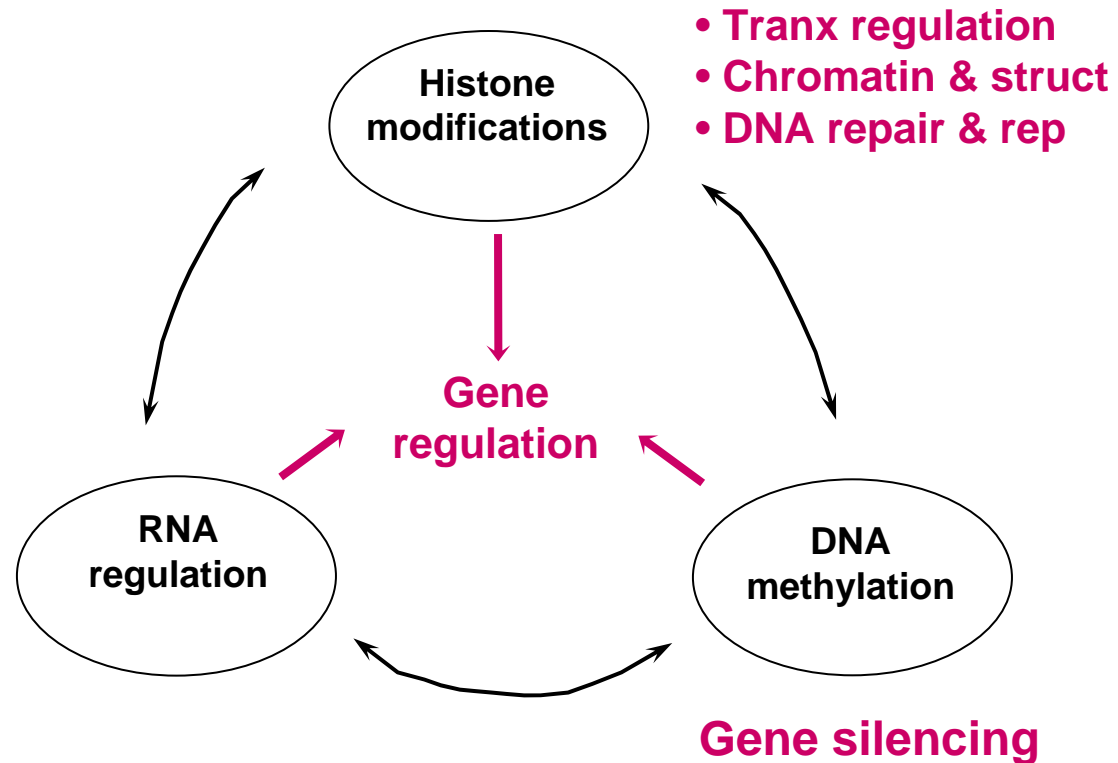 • Tranx regulation
• Chromatin & struct
• DNA repair & rep
Histone
modifications
Gene
regulation
RNA
regulation
DNA
methylation
Gene silencing